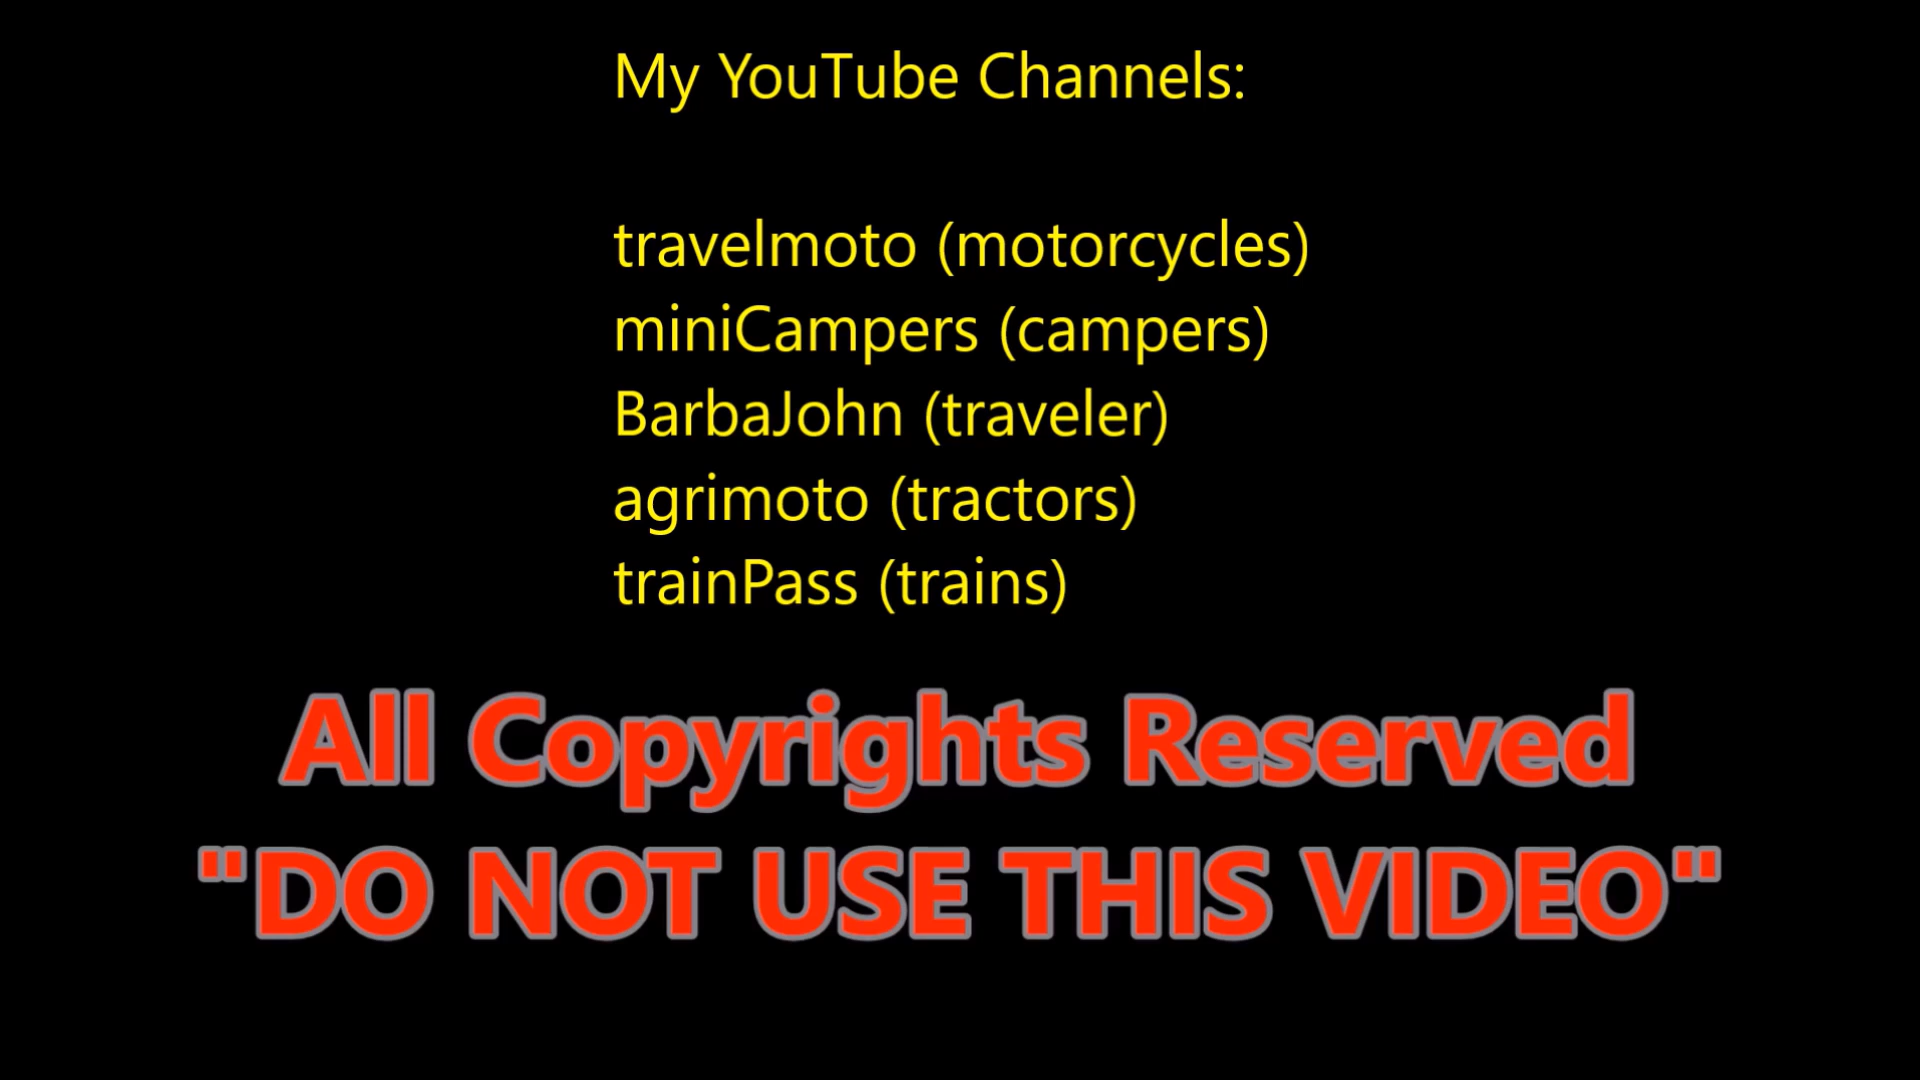 My YouTube Channels:
travelmoto (motorcycles)
miniCampers (campers)
BarbaJohn (traveler)
agrimoto (tractors)
trainPass (trains)
All Copyrights Reserved
"DO NOT USE THIS VIDEO"